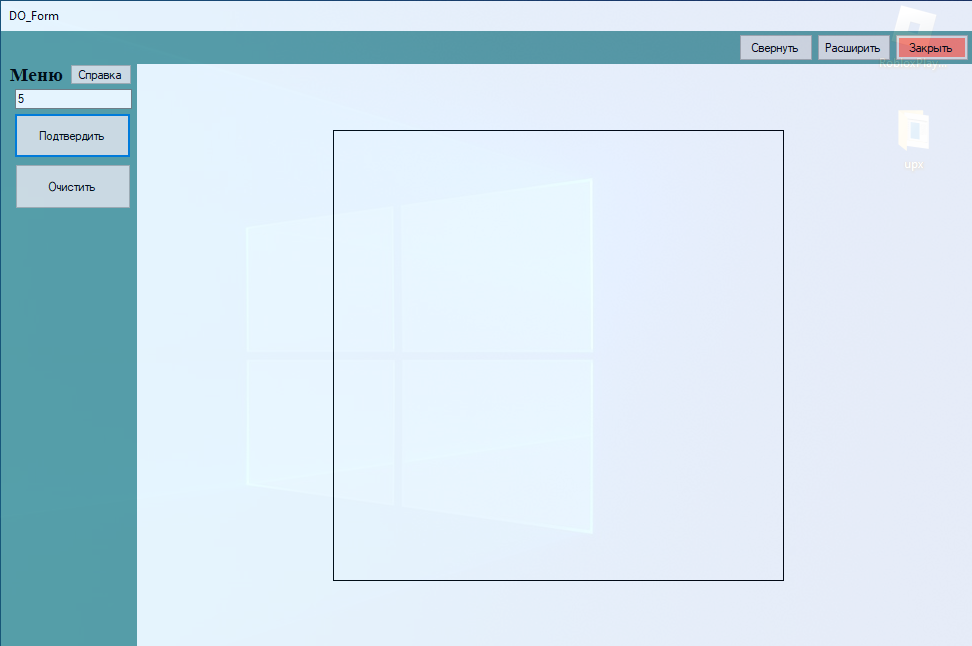 DO_Form
Свернуть Расширить Закрыть
Меню Справка
5
Подтвердить
Очистить
upx